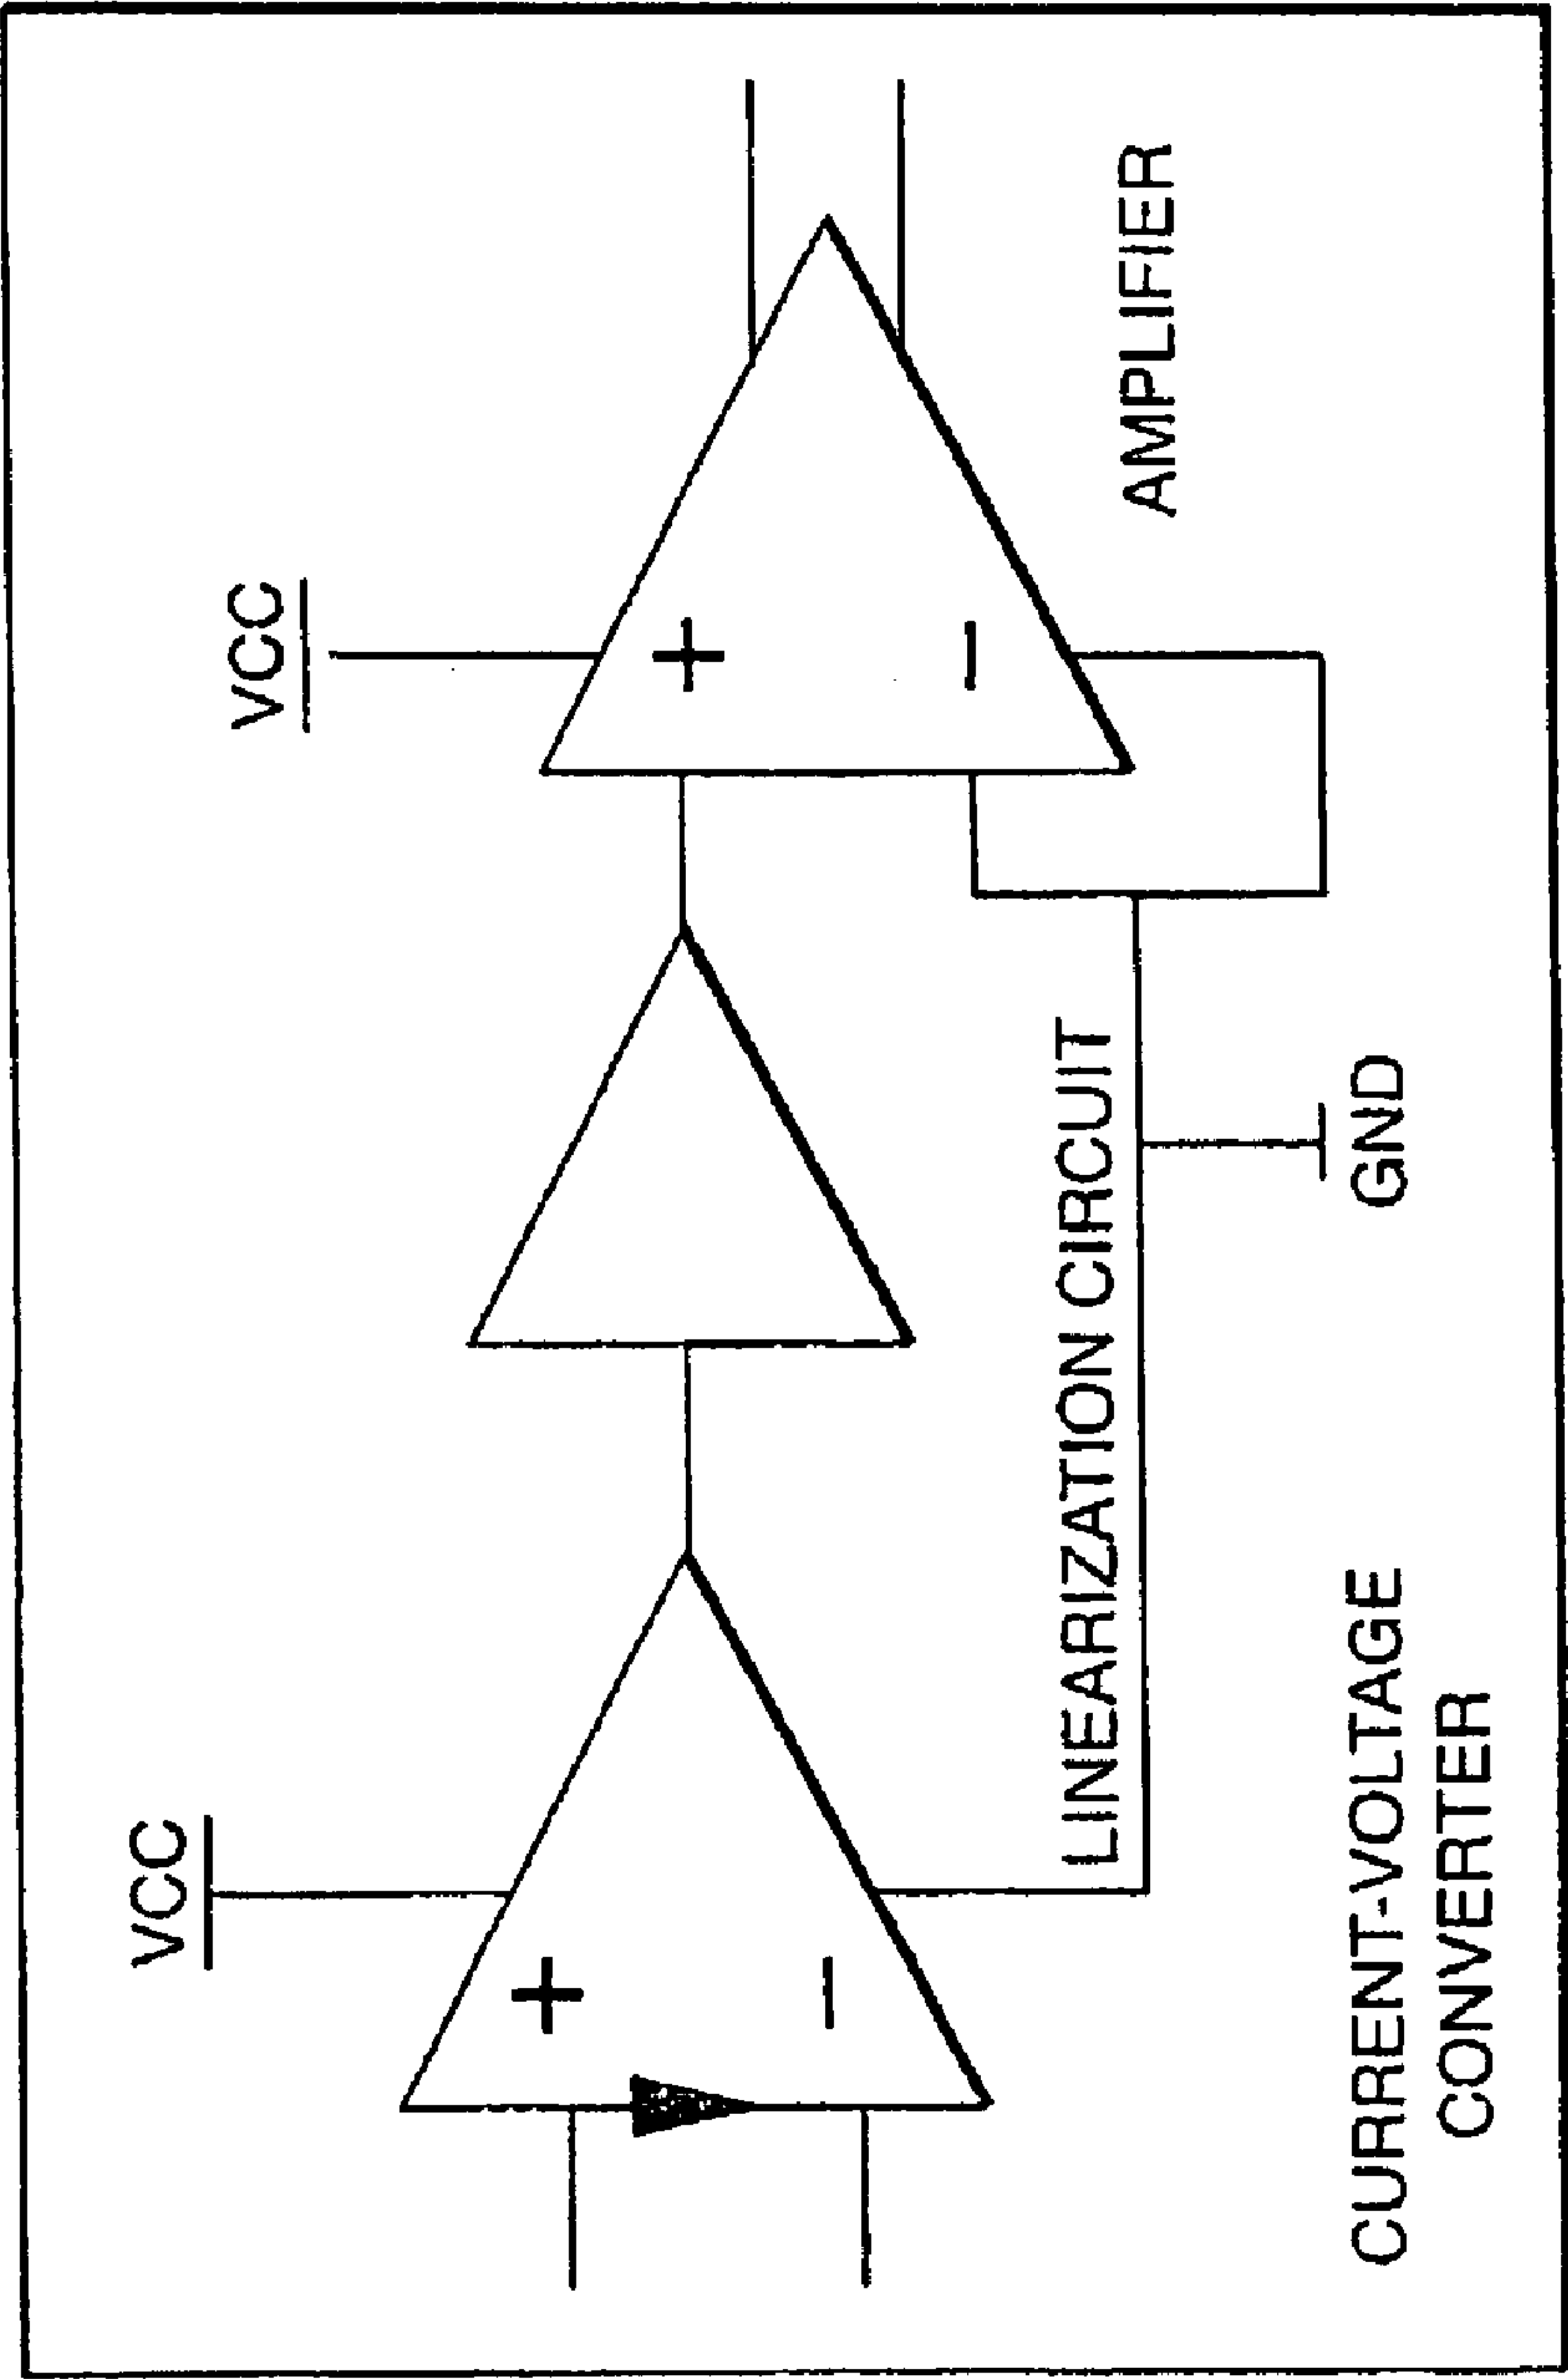 VCC
VCC
+
−
+
−
LINEARIZATION CIRCUIT
AMPLIFIER
GND
CURRENT-VOLTAGE
CONVERTER